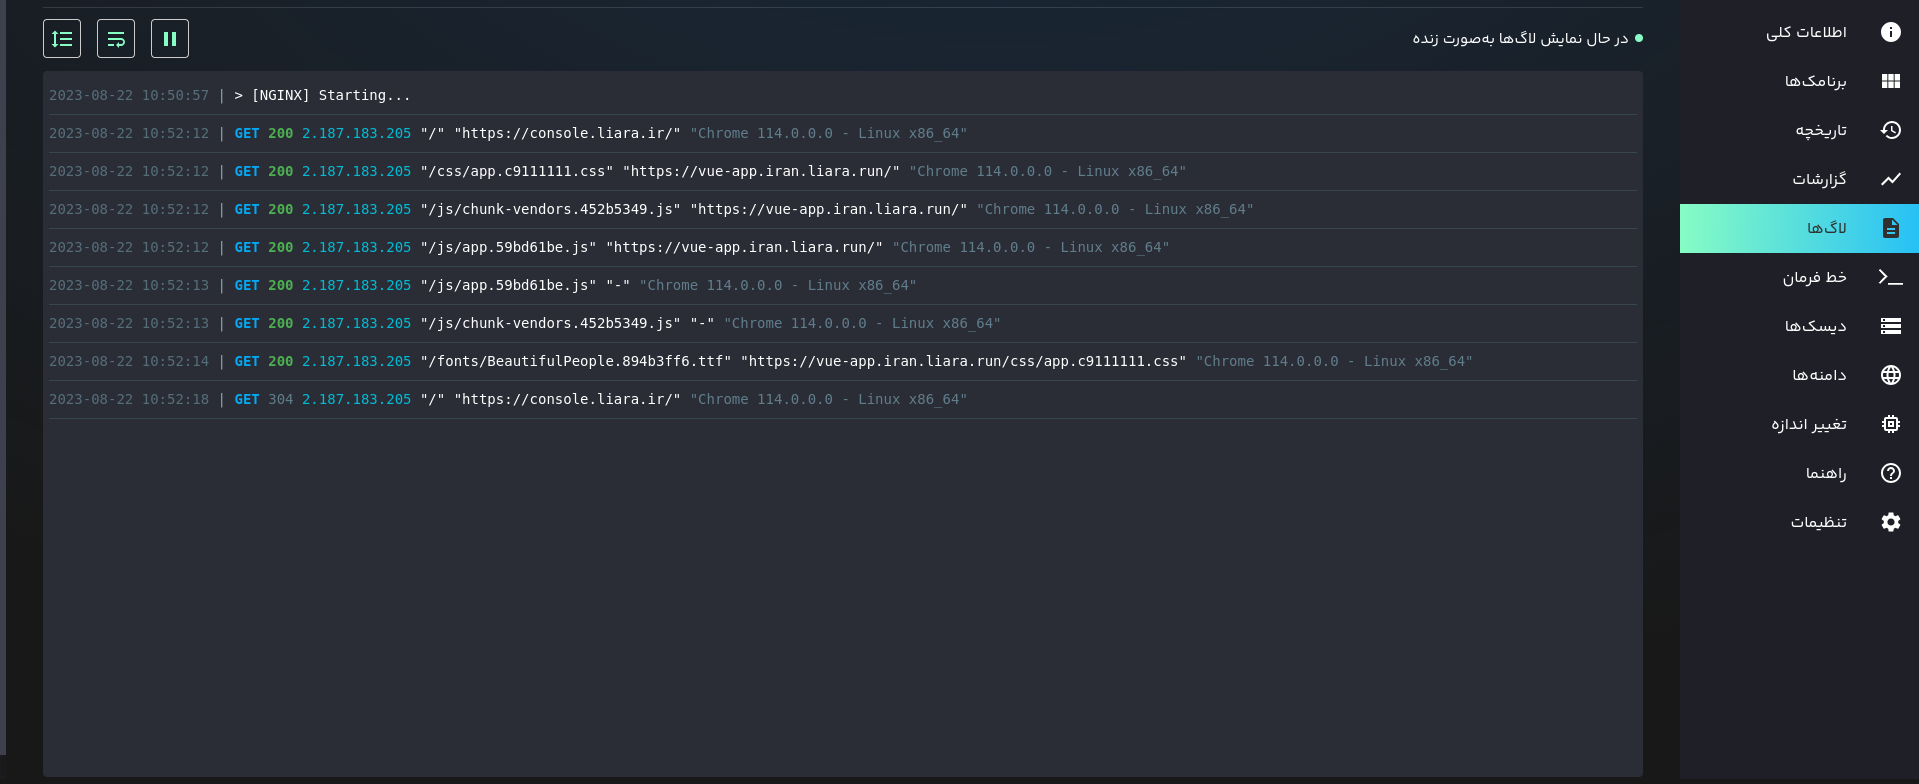 در حال نمایش لاگ‌ها به‌صورت زنده
2023-08-22 10:50:57 | > [NGINX] Starting...
2023-08-22 10:52:12 | GET 200 2.187.183.205 "/" "https://console.liara.ir/" "Chrome 114.0.0.0 - Linux x86_64"
2023-08-22 10:52:12 | GET 200 2.187.183.205 "/css/app.c9111111.css" "https://vue-app.iran.liara.run/" "Chrome 114.0.0.0 - Linux x86_64"
2023-08-22 10:52:12 | GET 200 2.187.183.205 "/js/chunk-vendors.452b5349.js" "https://vue-app.iran.liara.run/" "Chrome 114.0.0.0 - Linux x86_64"
2023-08-22 10:52:12 | GET 200 2.187.183.205 "/js/app.59bd61be.js" "https://vue-app.iran.liara.run/" "Chrome 114.0.0.0 - Linux x86_64"
2023-08-22 10:52:13 | GET 200 2.187.183.205 "/js/app.59bd61be.js" "-" "Chrome 114.0.0.0 - Linux x86_64"
2023-08-22 10:52:13 | GET 200 2.187.183.205 "/js/chunk-vendors.452b5349.js" "-" "Chrome 114.0.0.0 - Linux x86_64"
2023-08-22 10:52:14 | GET 200 2.187.183.205 "/fonts/BeautifulPeople.894b3ff6.ttf" "https://vue-app.iran.liara.run/css/app.c9111111.css" "Chrome 114.0.0.0 - Linux x86_64"
2023-08-22 10:52:18 | GET 304 2.187.183.205 "/" "https://console.liara.ir/" "Chrome 114.0.0.0 - Linux x86_64"
اطلاعات کلی
برنامک‌ها
تاریخچه
گزارشات
لاگ‌ها
خط فرمان
دیسک‌ها
دامنه‌ها
تغییر اندازه
راهنما
تنظیمات